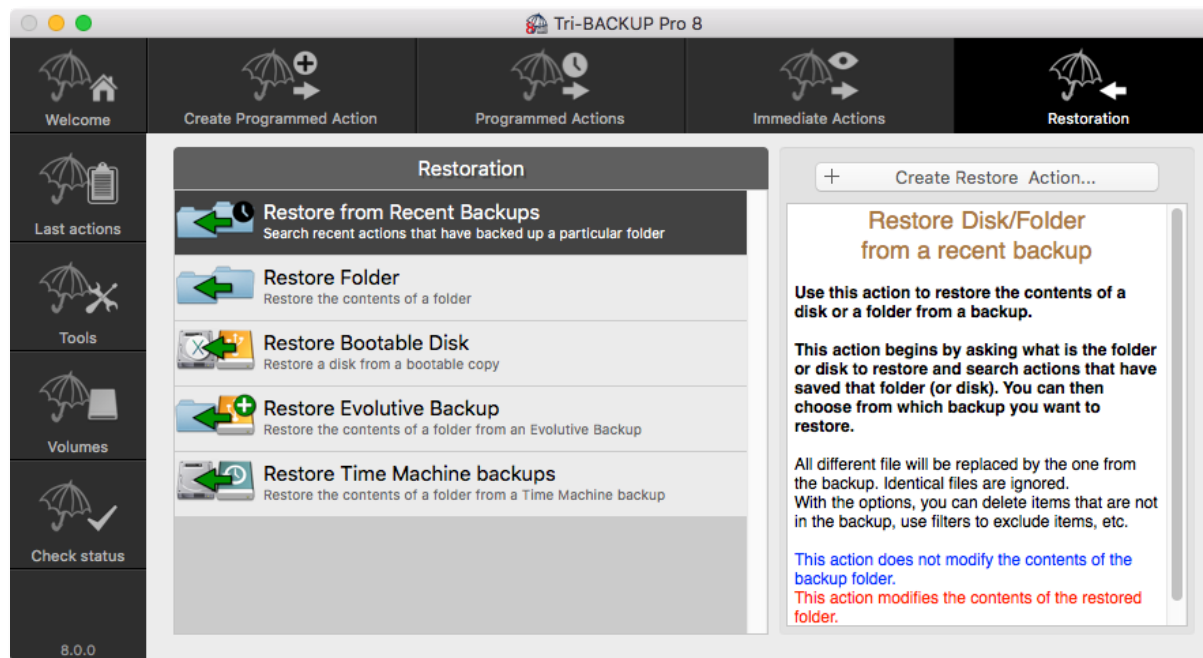 Tri-BACKUP Pro 8
Welcome
Create Programmed Action
Programmed Actions
Immediate Actions
Restoration
Last actions
Tools
Volumes
Check status
8.0.0
Restoration
Restore from Recent Backups
Search recent actions that have backed up a particular folder
Restore Folder
Restore the contents of a folder
Restore Bootable Disk
Restore a disk from a bootable copy
Restore Evolutive Backup
Restore the contents of a folder from an Evolutive Backup
Restore Time Machine backups
Restore the contents of a folder from a Time Machine backup
Create Restore Action...
Restore Disk/Folder
from a recent backup
Use this action to restore the contents of a
disk or a folder from a backup.
This action begins by asking what is the folder
or disk to restore and search actions that have
saved that folder (or disk). You can then
choose from which backup you want to
restore.
All different file will be replaced by the one from
the backup. Identical files are ignored.
With the options, you can delete items that are not
in the backup, use filters to exclude items, etc.
This action does not modify the contents of the
backup folder.
This action modifies the contents of the restored
folder.